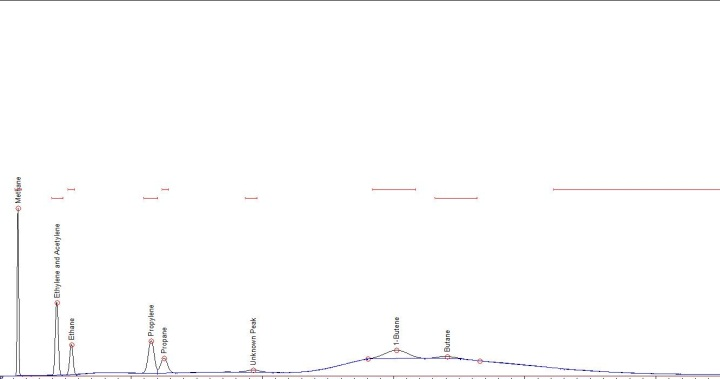 Methane
Ethylene and Acetylene
Ethane
Propylene
Propane
Unknown Peak
1-Butene
Butane